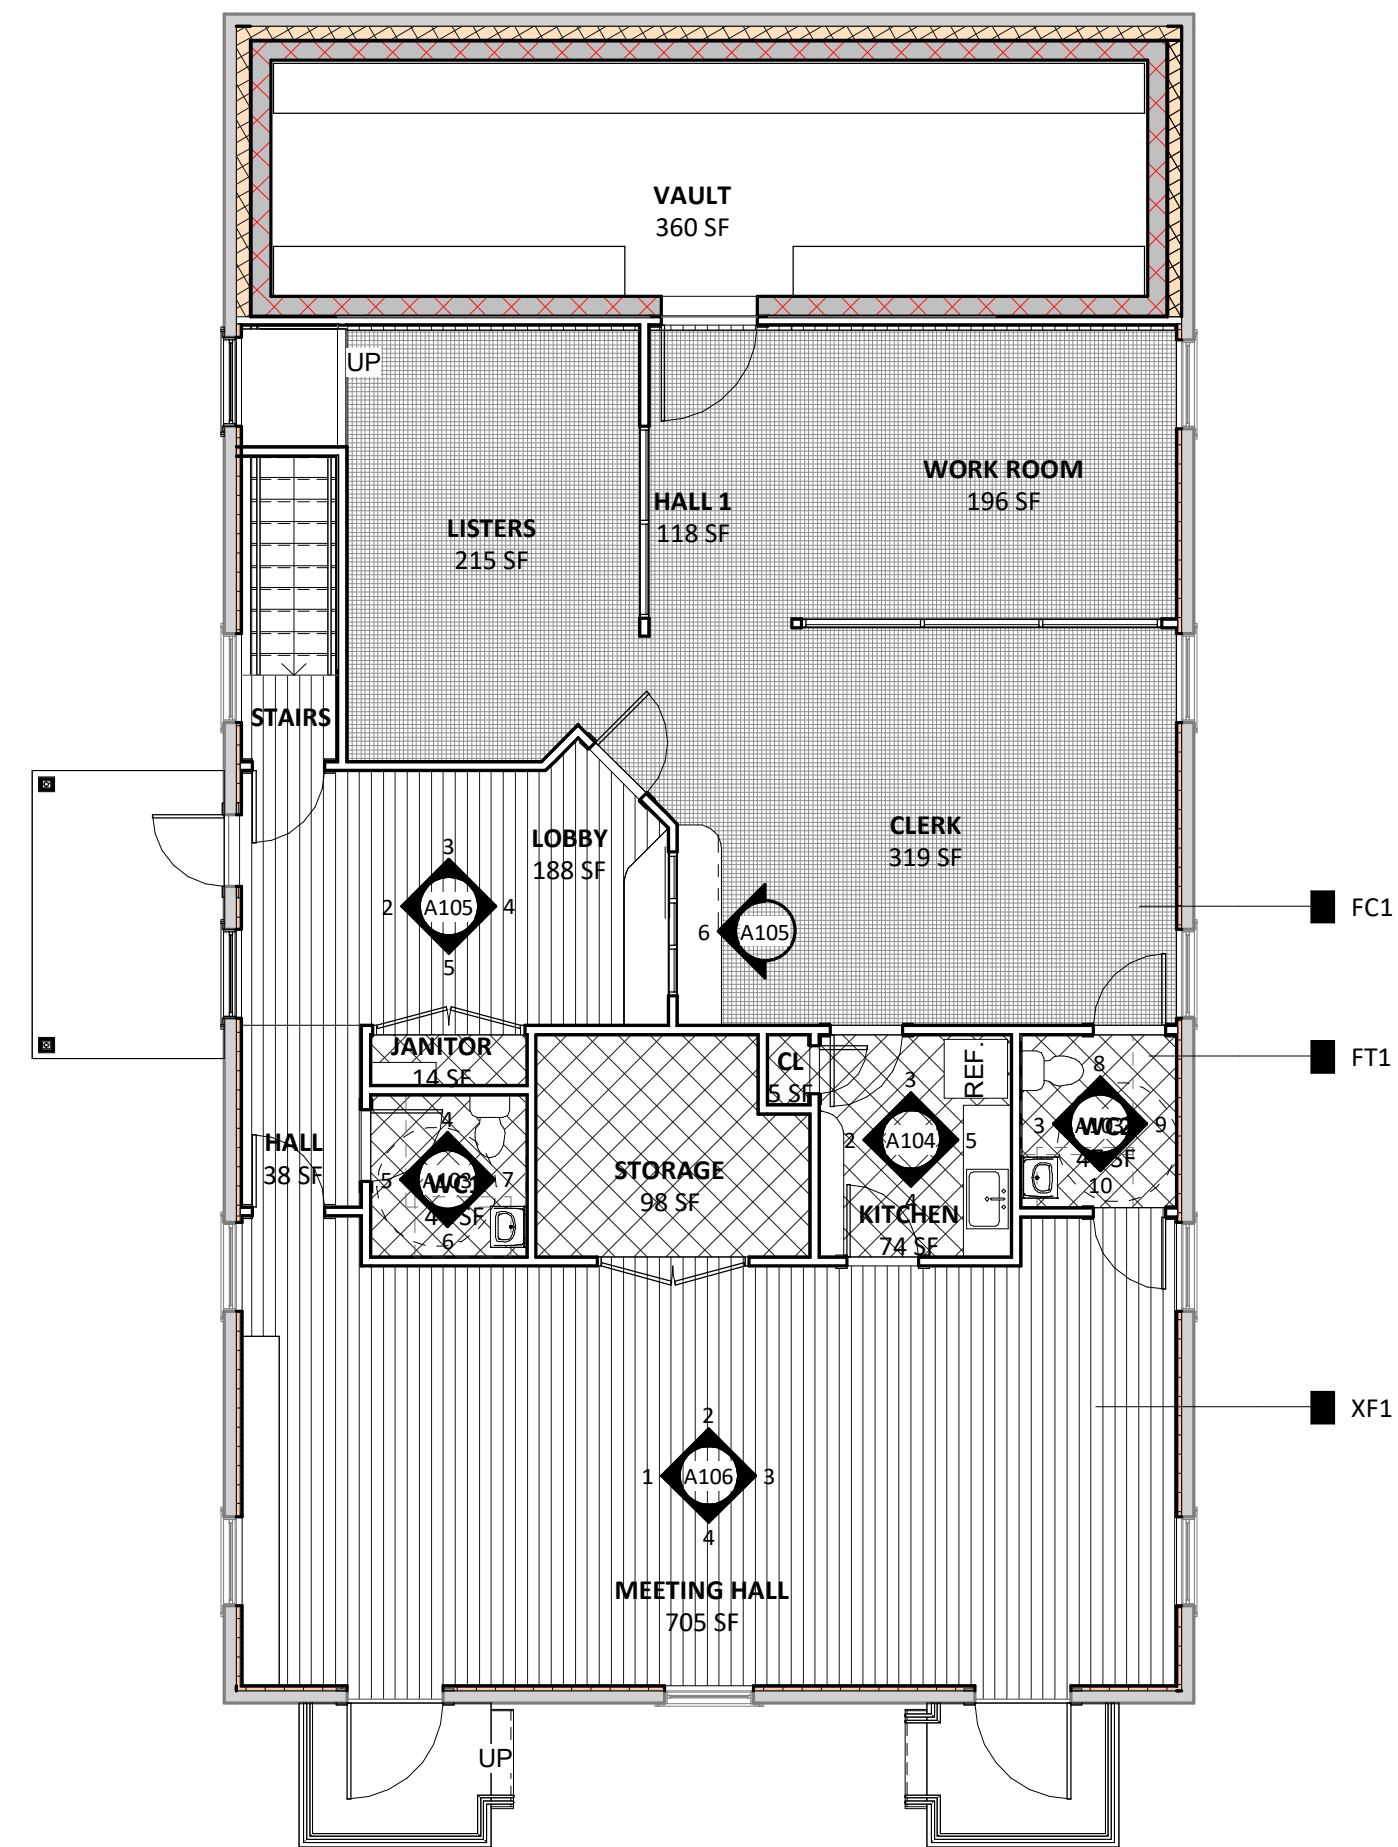 VAULT
360 SF
UP
WORK ROOM
196 SF
HALL 1
118 SF
LISTERS
215 SF
STAIRS
LOBBY
188 SF
CLERK
319 SF
3
2 A105 4
5
6 A105
FC1
JANITOR
14 SF
CL
5 SF
REF.
FT1
HALL
38 SF
4
5 7
6
STORAGE
98 SF
3
2 A104 5
4
KITCHEN
74 SF
8
3 9
10
XF1
2
1 A106 3
4
MEETING HALL
705 SF
UP